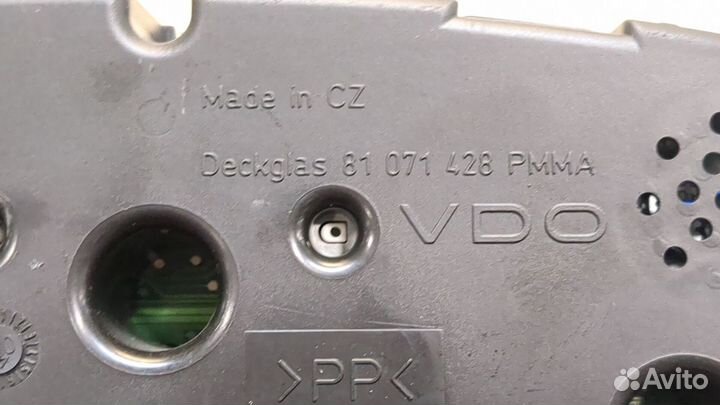 Made in CZ
Deckglas 81 071 428 PMMA
VDO
>PP<
Avito